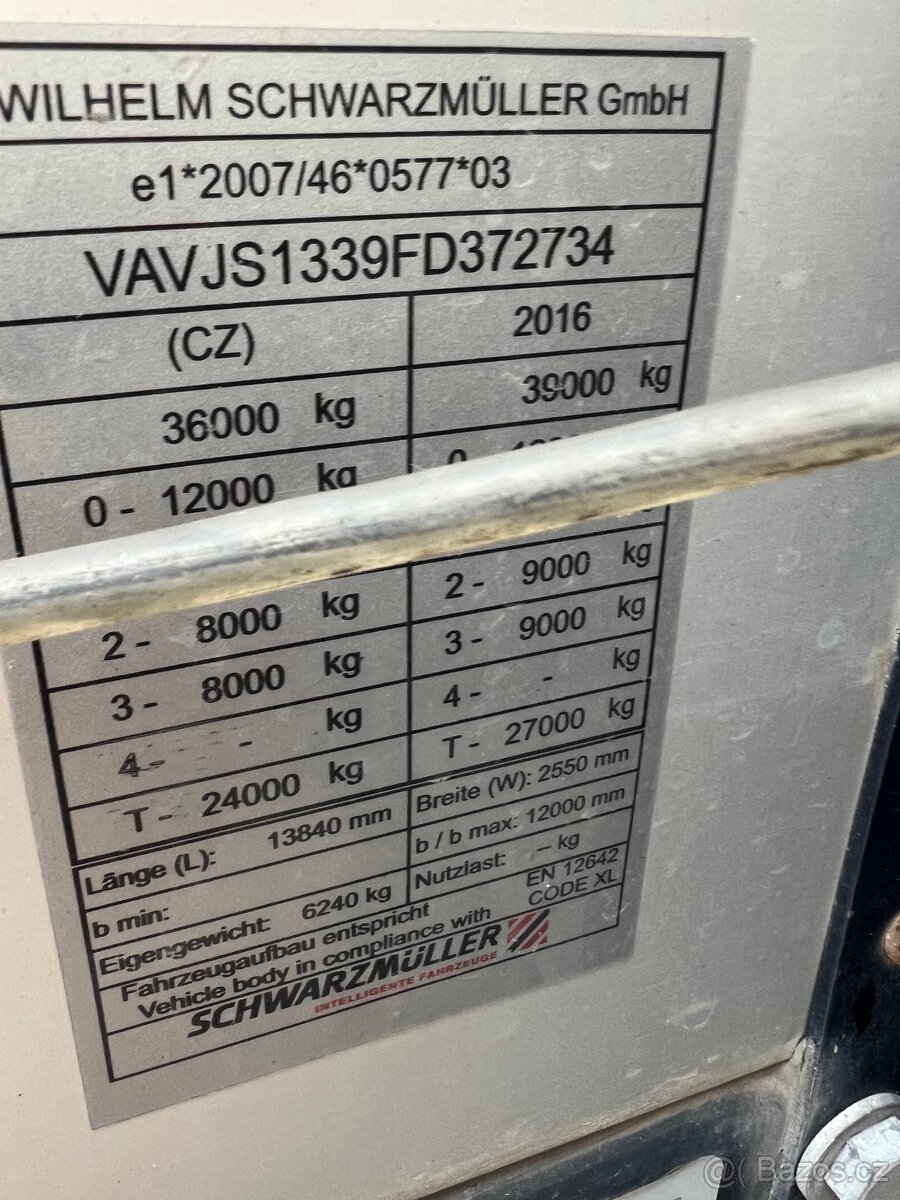 WILHELM SCHWARZMÜLLER GmbH
e1*2007/46*0577*03
VAVJS1339FD372734
(CZ) 2016
36000 kg 39000 kg
0 - 12000 kg 0
2 - 8000 kg 2 - 9000 kg
3 - 8000 kg 3 - 9000 kg
4 - - kg 4 - - kg
T - 24000 kg T - 27000 kg
Länge (L): 13840 mm Breite (W): 2550 mm
b min: b / b max: 12000 mm
Eigengewicht: 6240 kg Nutzlast: – kg
Fahrzeugaufbau entspricht EN 12642
Vehicle body in compliance with CODE XL
SCHWARZMÜLLER
INTELLIGENTE FAHRZEUGE
@( Bazos.cz